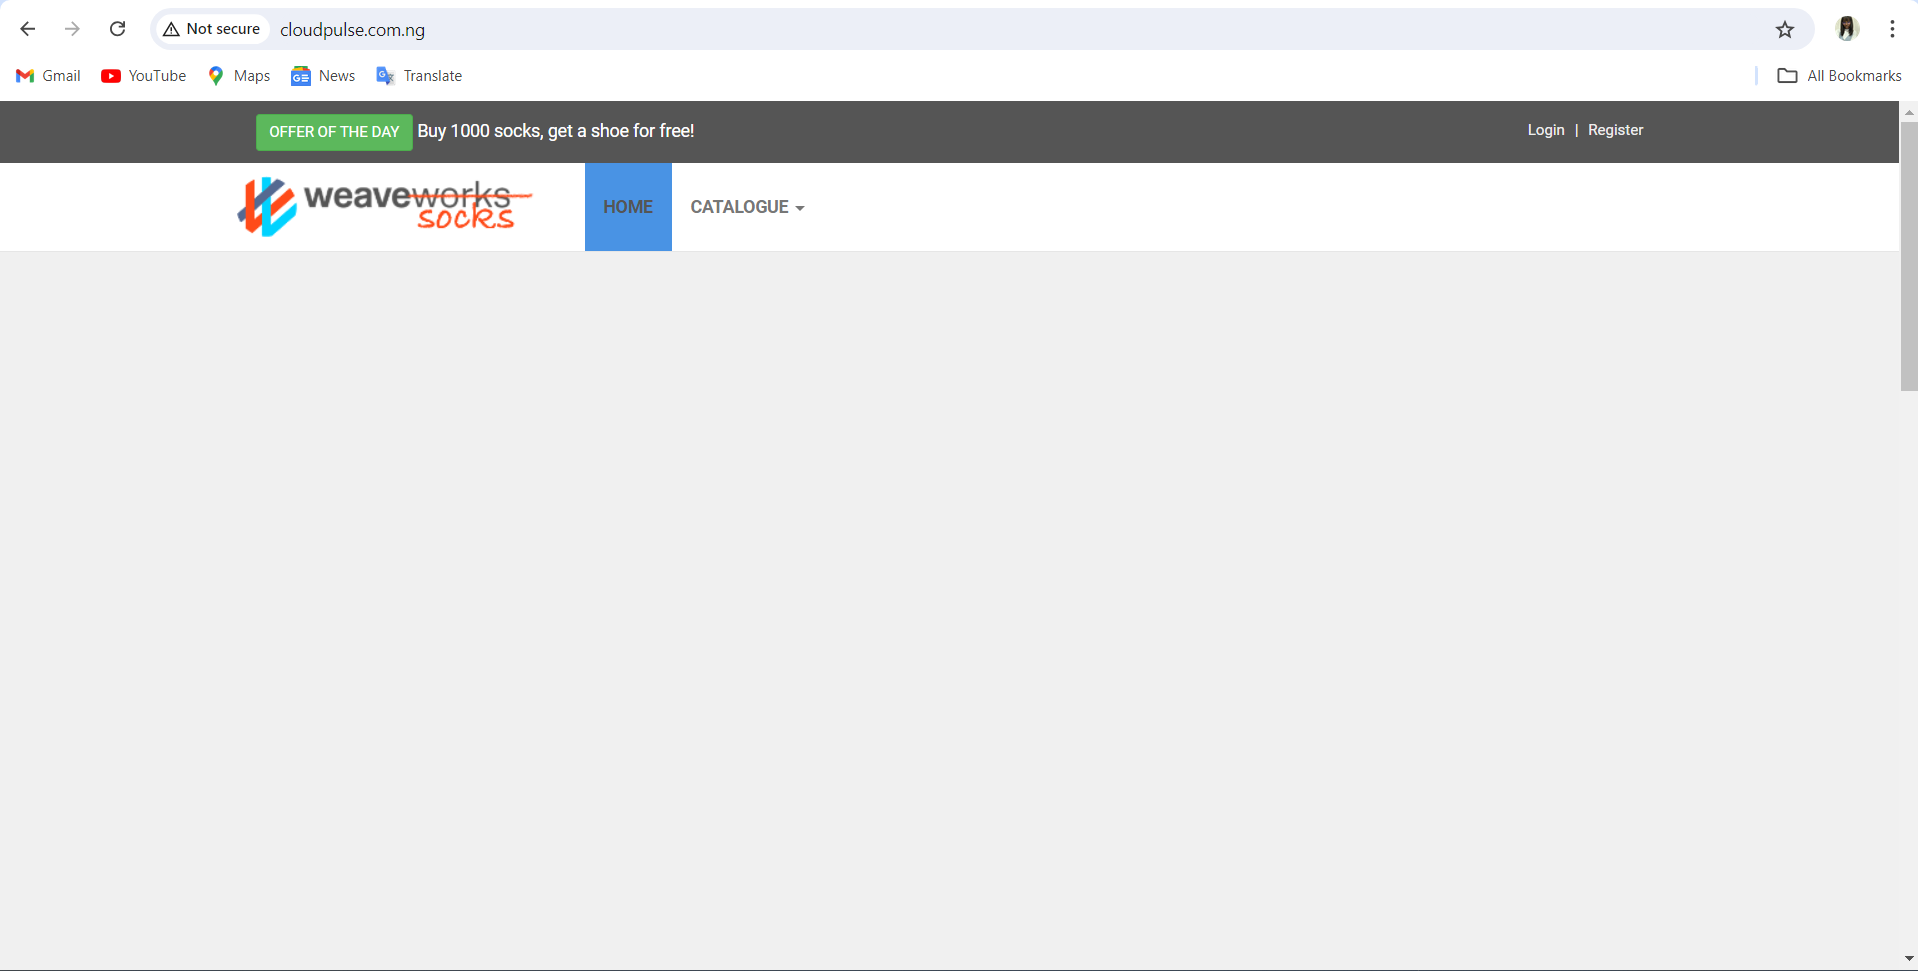 Not secure cloudpulse.com.ng
Gmail YouTube Maps News Translate All Bookmarks
OFFER OF THE DAY Buy 1000 socks, get a shoe for free! Login | Register
weaveworks HOME CATALOGUE
socks